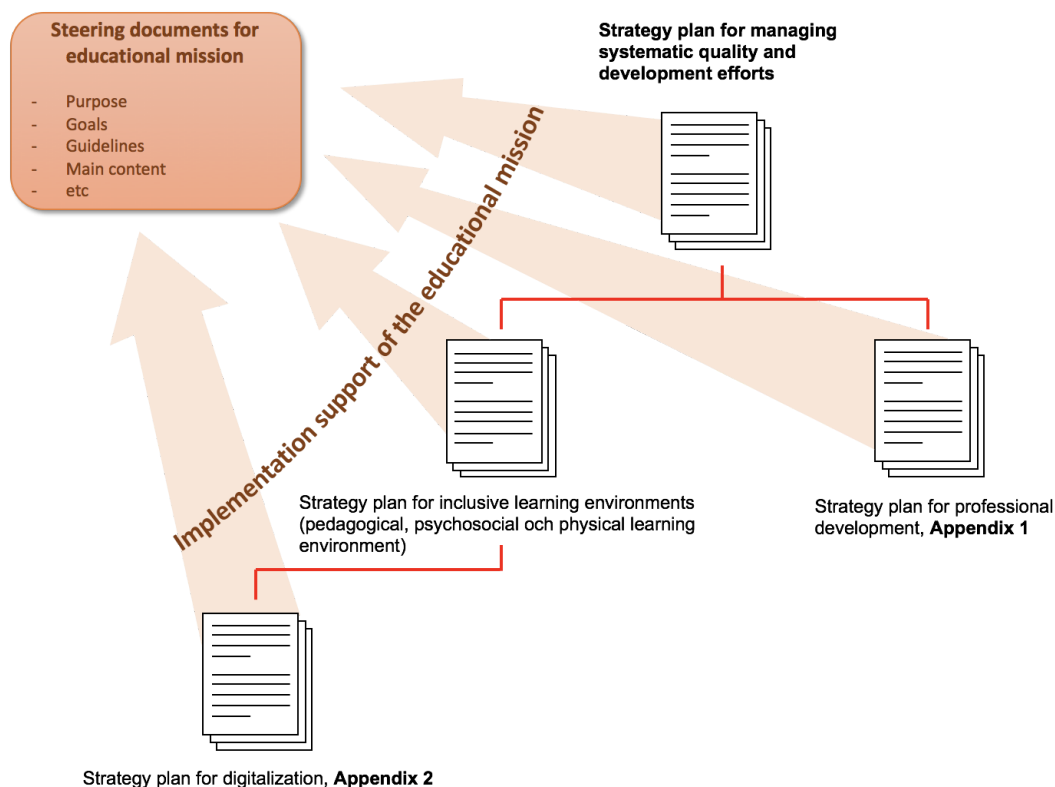 Steering documents for
educational mission
- Purpose
- Goals
- Guidelines
- Main content
- etc
Strategy plan for managing
systematic quality and
development efforts
Implementation support of the educational mission
Strategy plan for inclusive learning environments
(pedagogical, psychosocial och physical learning
environment)
Strategy plan for professional
development, Appendix 1
Strategy plan for digitalization, Appendix 2